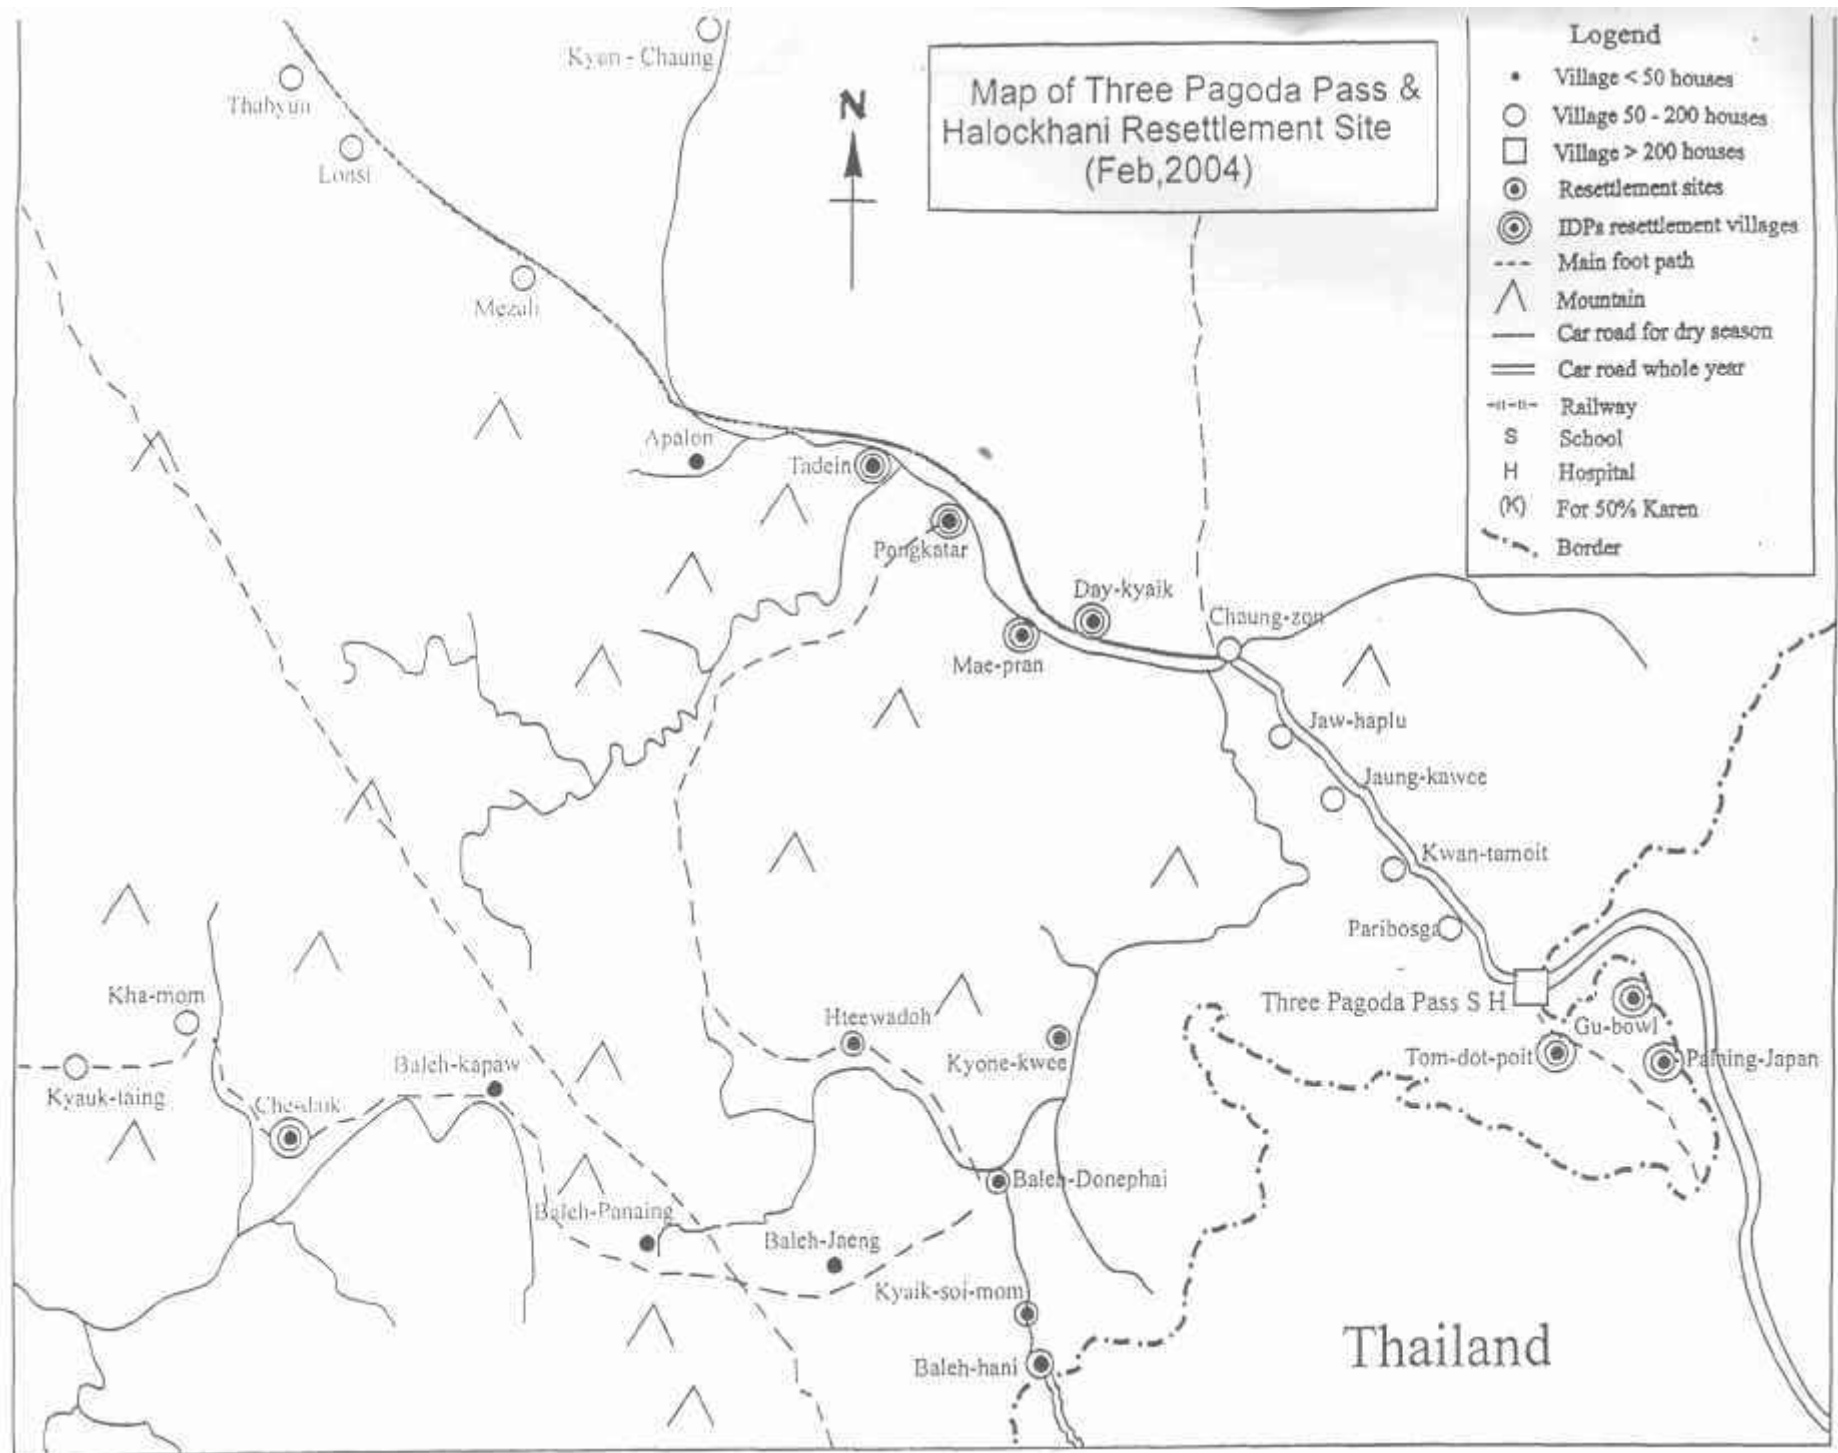 Kyon - Chaung
Thabyun
Lonsi
Mezali
N
Map of Three Pagoda Pass &
Halockhani Resettlement Site
(Feb,2004)
Logend
Village < 50 houses
Village 50 - 200 houses
Village > 200 houses
Resettlement sites
IDPs resettlement villages
Main foot path
Mountain
Car road for dry season
Car road whole year
Railway
S School
H Hospital
(K) For 50% Karen
Border
Apalon
Tadein
Pongkatar
Day-kyaik
Mae-pran
Chaung-zon
Jaw-haplu
Jaung-kawee
Kwan-tamoit
Paribosga
Three Pagoda Pass S H
Gu-bowl
Tom-dot-poit
Palning-Japan
Kha-mom
Kyauk-taing
Che-daik
Baleh-kapaw
Hteewadoh
Kyone-kwee
Baleh-Donephai
Baleh-Panaing
Baleh-Jaeng
Kyaik-soi-mom
Baleh-hani
Thailand